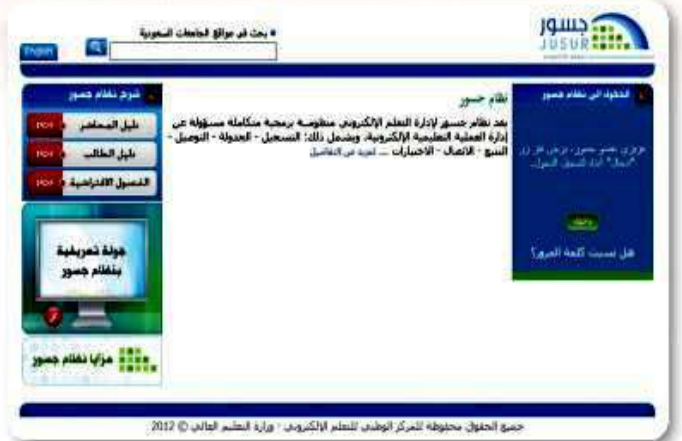 جسور
JUSUR
بحث في مواقع الجامعات السعودية
English
الدخول إلى نظام جسور
هل نسيت كلمة المرور؟
نظام جسور
يعد نظام جسور لإدارة التعلم الإلكتروني منظومة برمجية متكاملة مسؤولة عن
إدارة العملية التعليمية الإلكترونية، ويشمل ذلك: التسجيل - الجدولة - التوصيل -
التتبع - الاتصال - الاختبارات ... لمزيد من التفاصيل
شرح نظام جسور
دليل المحاضر PDF
دليل الطالب PDF
الفصول الافتراضية PDF
جولة تعريفية
بنظام جسور
مزايا نظام جسور
جميع الحقوق محفوظة للمركز الوطني للتعلم الإلكتروني - وزارة التعليم العالي © 2012